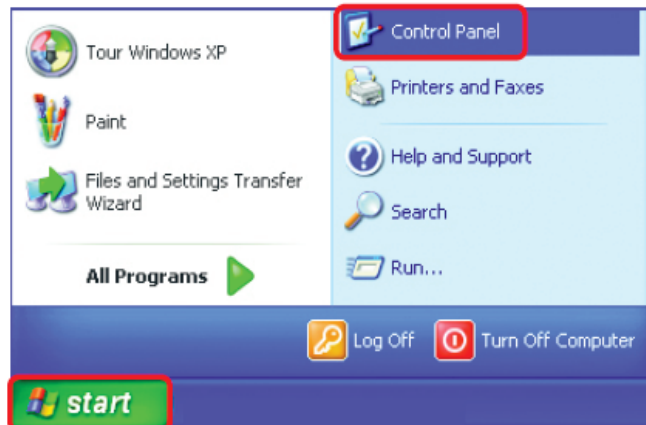 Tour Windows XP
Paint
Files and Settings Transfer
Wizard
All Programs
Control Panel
Printers and Faxes
Help and Support
Search
Run...
Log Off
Turn Off Computer
start